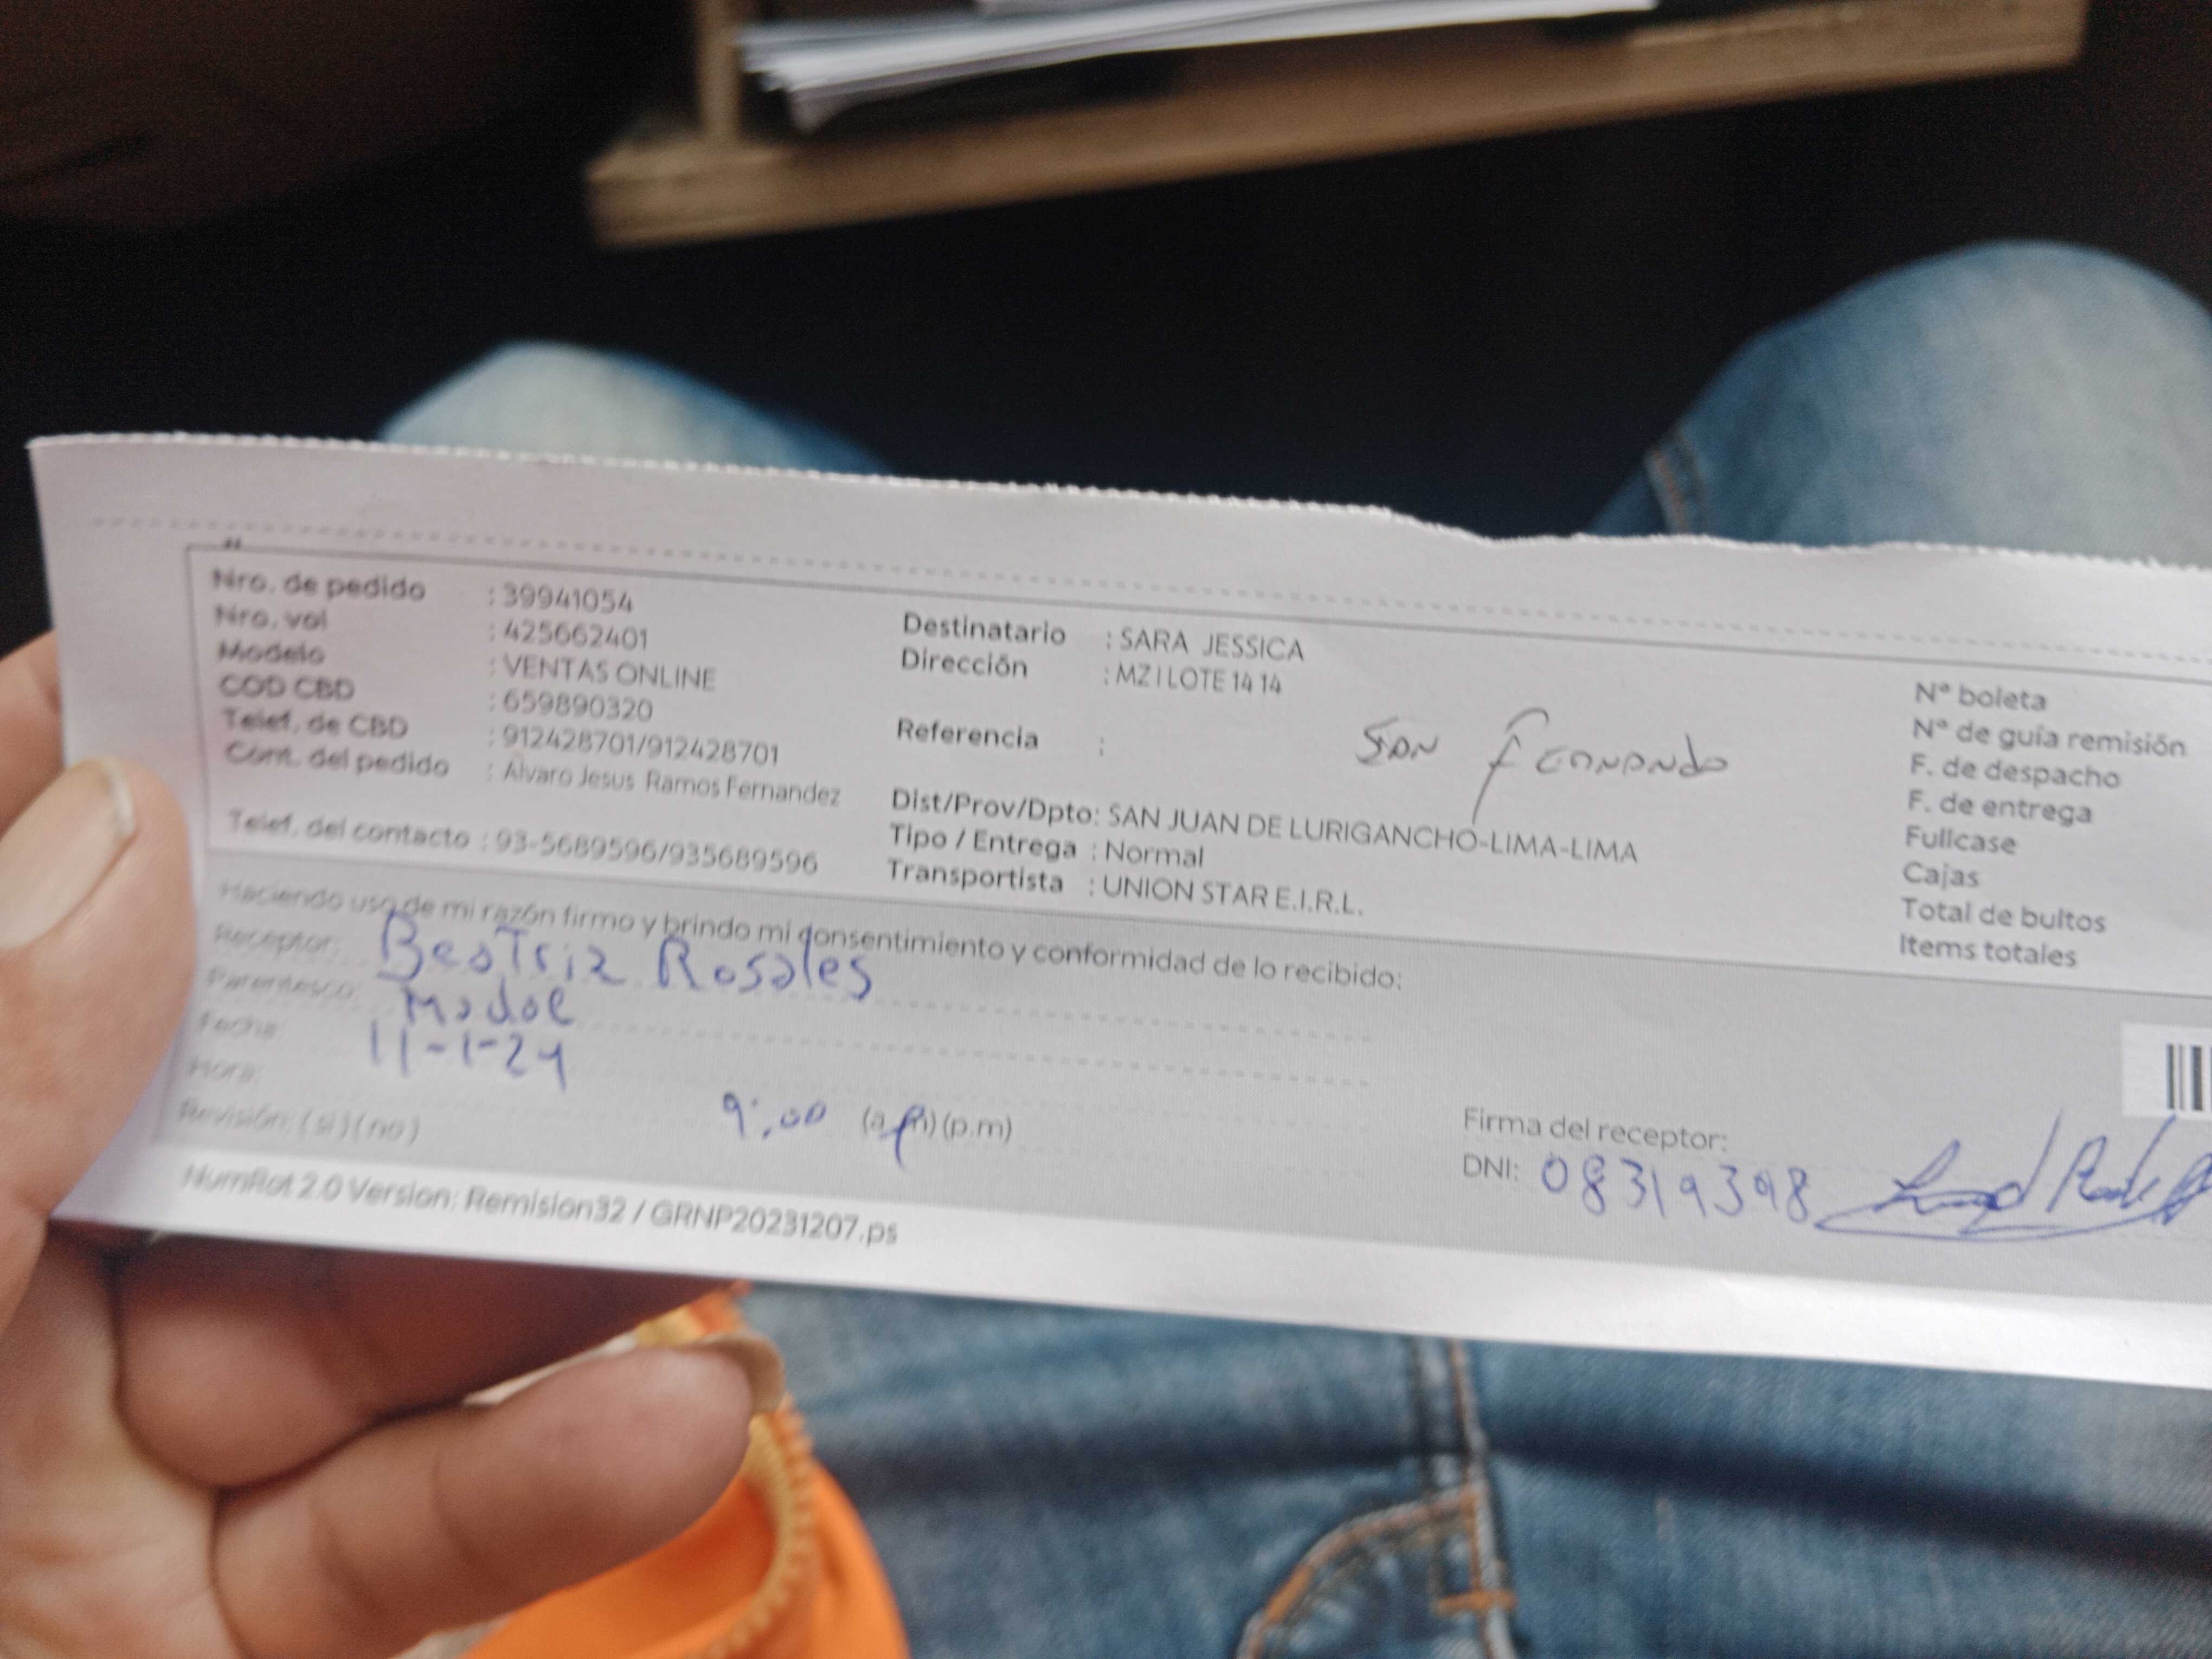 Nro. de pedido : 39941054
Nro. vol : 425662401
Modelo : VENTAS ONLINE
COD CBD : 659890320
Telef. de CBD : 912428701/912428701
Cont. del pedido : Álvaro Jesus Ramos Fernandez
Telef. del contacto : 93-5689596/935689596
Destinatario : SARA JESSICA
Dirección : MZ I LOTE 14 14
Referencia :
SAN Fernando
Dist/Prov/Dpto: SAN JUAN DE LURIGANCHO-LIMA-LIMA
Tipo / Entrega : Normal
Transportista : UNION STAR E.I.R.L.
Nº boleta
Nº de guía remisión
F. de despacho
F. de entrega
Fullcase
Cajas
Total de bultos
Items totales
Haciendo uso de mi razón firmo y brindo mi consentimiento y conformidad de lo recibido:
Receptor: Beatriz Rosales
Parentesco: Madre
Fecha 11-1-24
Hora: 9:00 (a.m) (p.m)
Revisión: ( si ) ( no )
Firma del receptor:
DNI: 08319398
NumRot 2.0 Version: Remision32 / GRNP20231207.ps